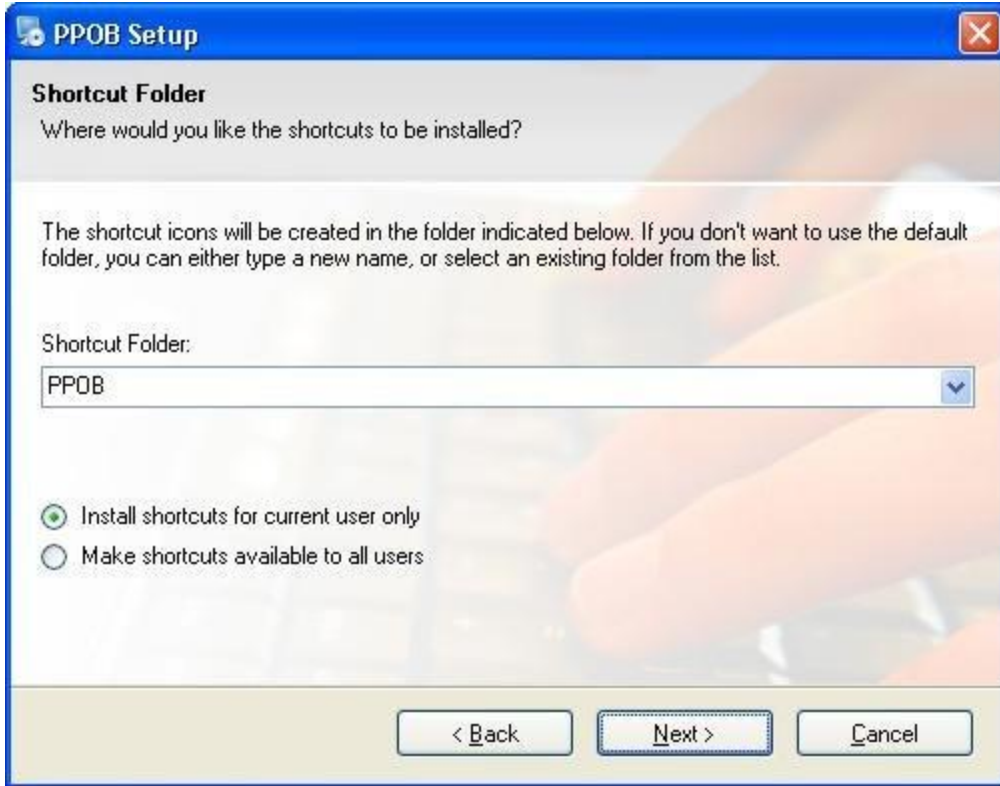 PPOB Setup
Shortcut Folder
Where would you like the shortcuts to be installed?
The shortcut icons will be created in the folder indicated below. If you don't want to use the default
folder, you can either type a new name, or select an existing folder from the list.
Shortcut Folder:
PPOB
Install shortcuts for current user only
Make shortcuts available to all users
< Back
Next >
Cancel